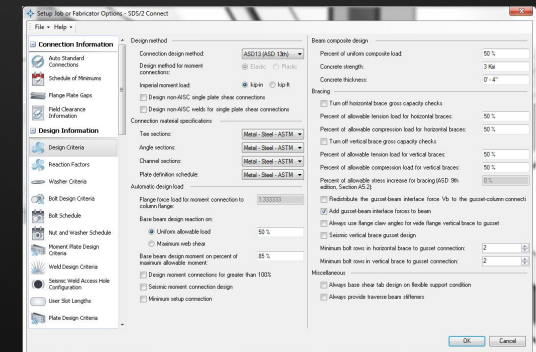 Setup Job or Fabricator Options - SDS/2 Connect
File Help
Connection Information
Auto Standard
Connections
Schedule of Minimums
Flange Plate Gaps
Field Clearance
Information
Design Information
Design Criteria
Reaction Factors
Washer Criteria
Bolt Design Criteria
Bolt Schedule
Nut and Washer Schedule
Moment Plate Design
Criteria
Weld Design Criteria
Seismic Weld Access Hole
Configuration
User Slot Lengths
Plate Design Criteria
Design method
Connection design method: ASD13 (ASD 13th)
Design method for moment
connections: Elastic Plastic
Imperial moment load: kip-in kip-ft
Design non-AISC single plate shear connections
Design non-AISC welds for single plate shear connections
Connection material specifications
Tee sections: Metal - Steel - ASTM
Angle sections: Metal - Steel - ASTM
Channel sections: Metal - Steel - ASTM
Plate definition schedule: Metal - Steel - ASTM
Automatic design load
Flange force load for moment connection to
column flange: 1.333333
Base beam design reaction on:
Uniform allowable load 50 %
Maximum web shear
Base beam design moment on percent of
maximum allowable moment: 85 %
Design moment connections for greater than 100%
Seismic moment connection design
Minimum setup connection
Beam composite design
Percent of uniform composite load: 50 %
Concrete strength: 3 Ksi
Concrete thickness: 0'- 4"
Bracing
Turn off horizontal brace gross capacity checks
Percent of allowable tension load for horizontal braces: 50 %
Percent of allowable compression load for horizontal braces: 50 %
Turn off vertical brace gross capacity checks
Percent of allowable tension load for vertical braces: 50 %
Percent of allowable compression load for vertical braces: 50 %
Percent of allowable stress increase for bracing(ASD 9th
edition, Section A5.2): 0 %
Redistribute the gusset-beam interface force Vb to the gusset-column connecti
Add gusset-beam interface forces to beam
Always use flange claw angles for wide flange vertical brace to gusset
Seismic vertical brace gusset design
Minimum bolt rows in horizontal brace to gusset connection: 2
Minimum bolt rows in vertical brace to gusset connection: 2
Miscellaneous
Always base shear tab design on flexible support condition
Always provide traverse beam stiffeners
OK Cancel